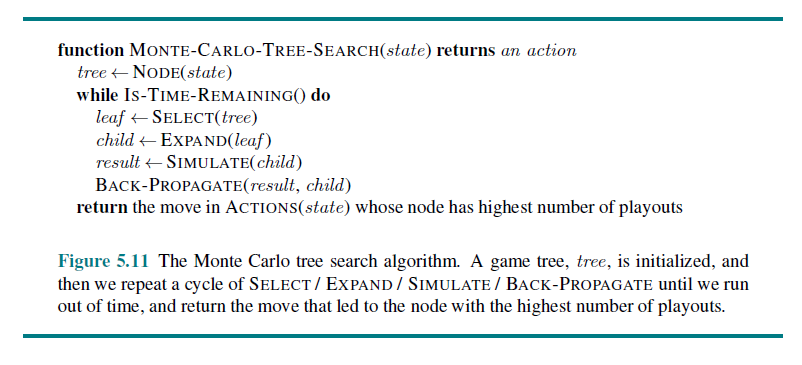 function MONTE-CARLO-TREE-SEARCH(state) returns an action
tree ← NODE(state)
while IS-TIME-REMAINING() do
leaf ← SELECT(tree)
child ← EXPAND(leaf)
result ← SIMULATE(child)
BACK-PROPAGATE(result, child)
return the move in ACTIONS(state) whose node has highest number of playouts
Figure 5.11 The Monte Carlo tree search algorithm. A game tree, tree, is initialized, and
then we repeat a cycle of SELECT / EXPAND / SIMULATE / BACK-PROPAGATE until we run
out of time, and return the move that led to the node with the highest number of playouts.